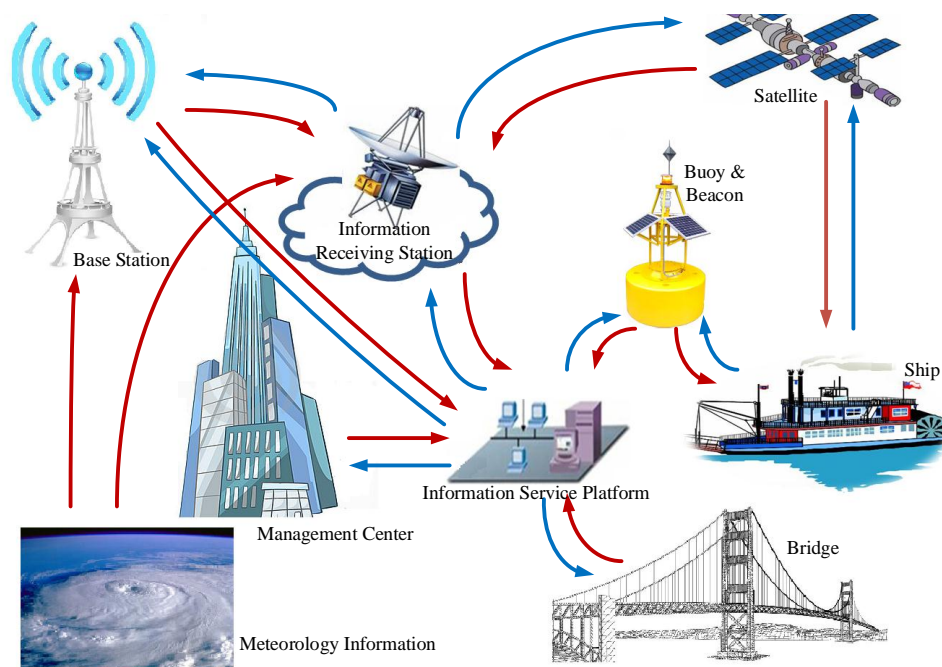 Satellite
Buoy &
Beacon
Information
Receiving Station
Base Station
Ship
Information Service Platform
Management Center
Bridge
Meteorology Information